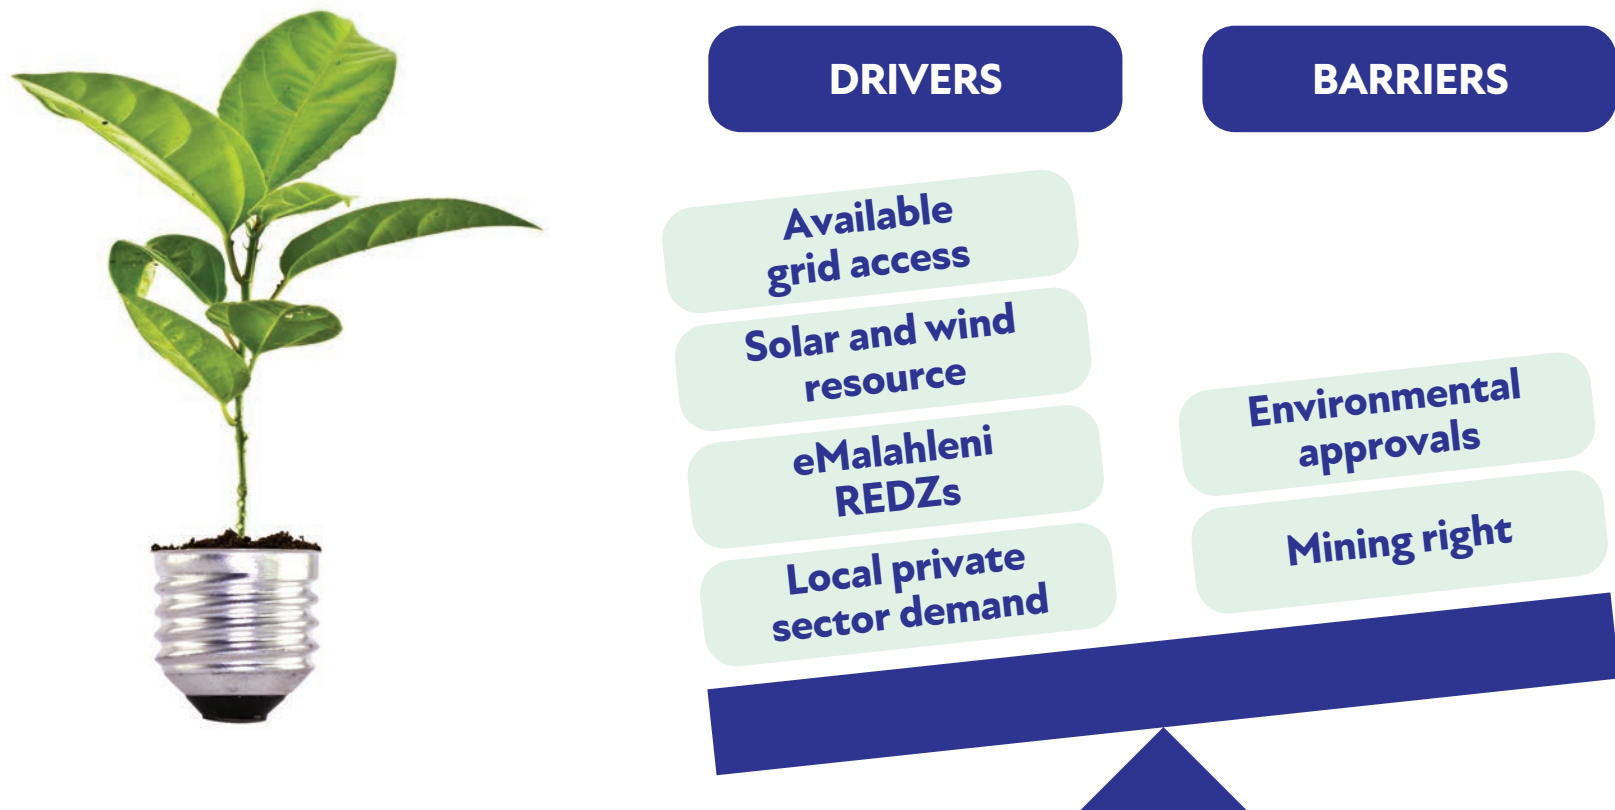 DRIVERS
BARRIERS
Available
grid access
Solar and wind
resource
eMalahleni
REDZs
Local private
sector demand
Environmental
approvals
Mining right